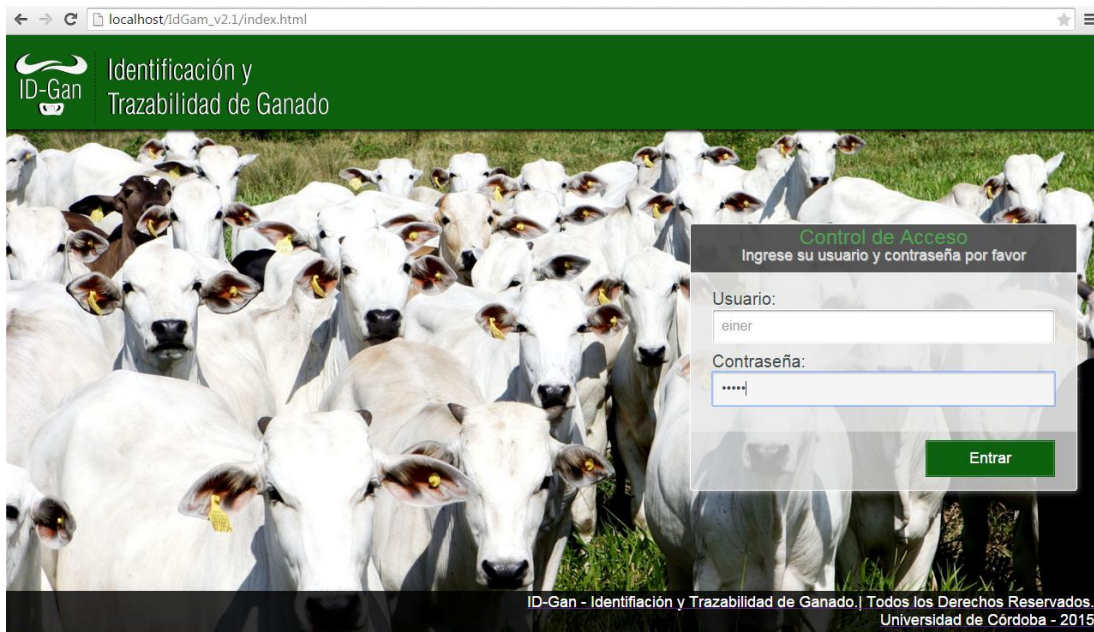 localhost/IdGam_v2.1/index.html
ID-Gan
Identificación y
Trazabilidad de Ganado
Control de Acceso
Ingrese su usuario y contraseña por favor
Usuario:
einer
Contraseña:
•••••
Entrar
ID-Gan - Identifiación y Trazabilidad de Ganado.| Todos los Derechos Reservados.
Universidad de Córdoba - 2015